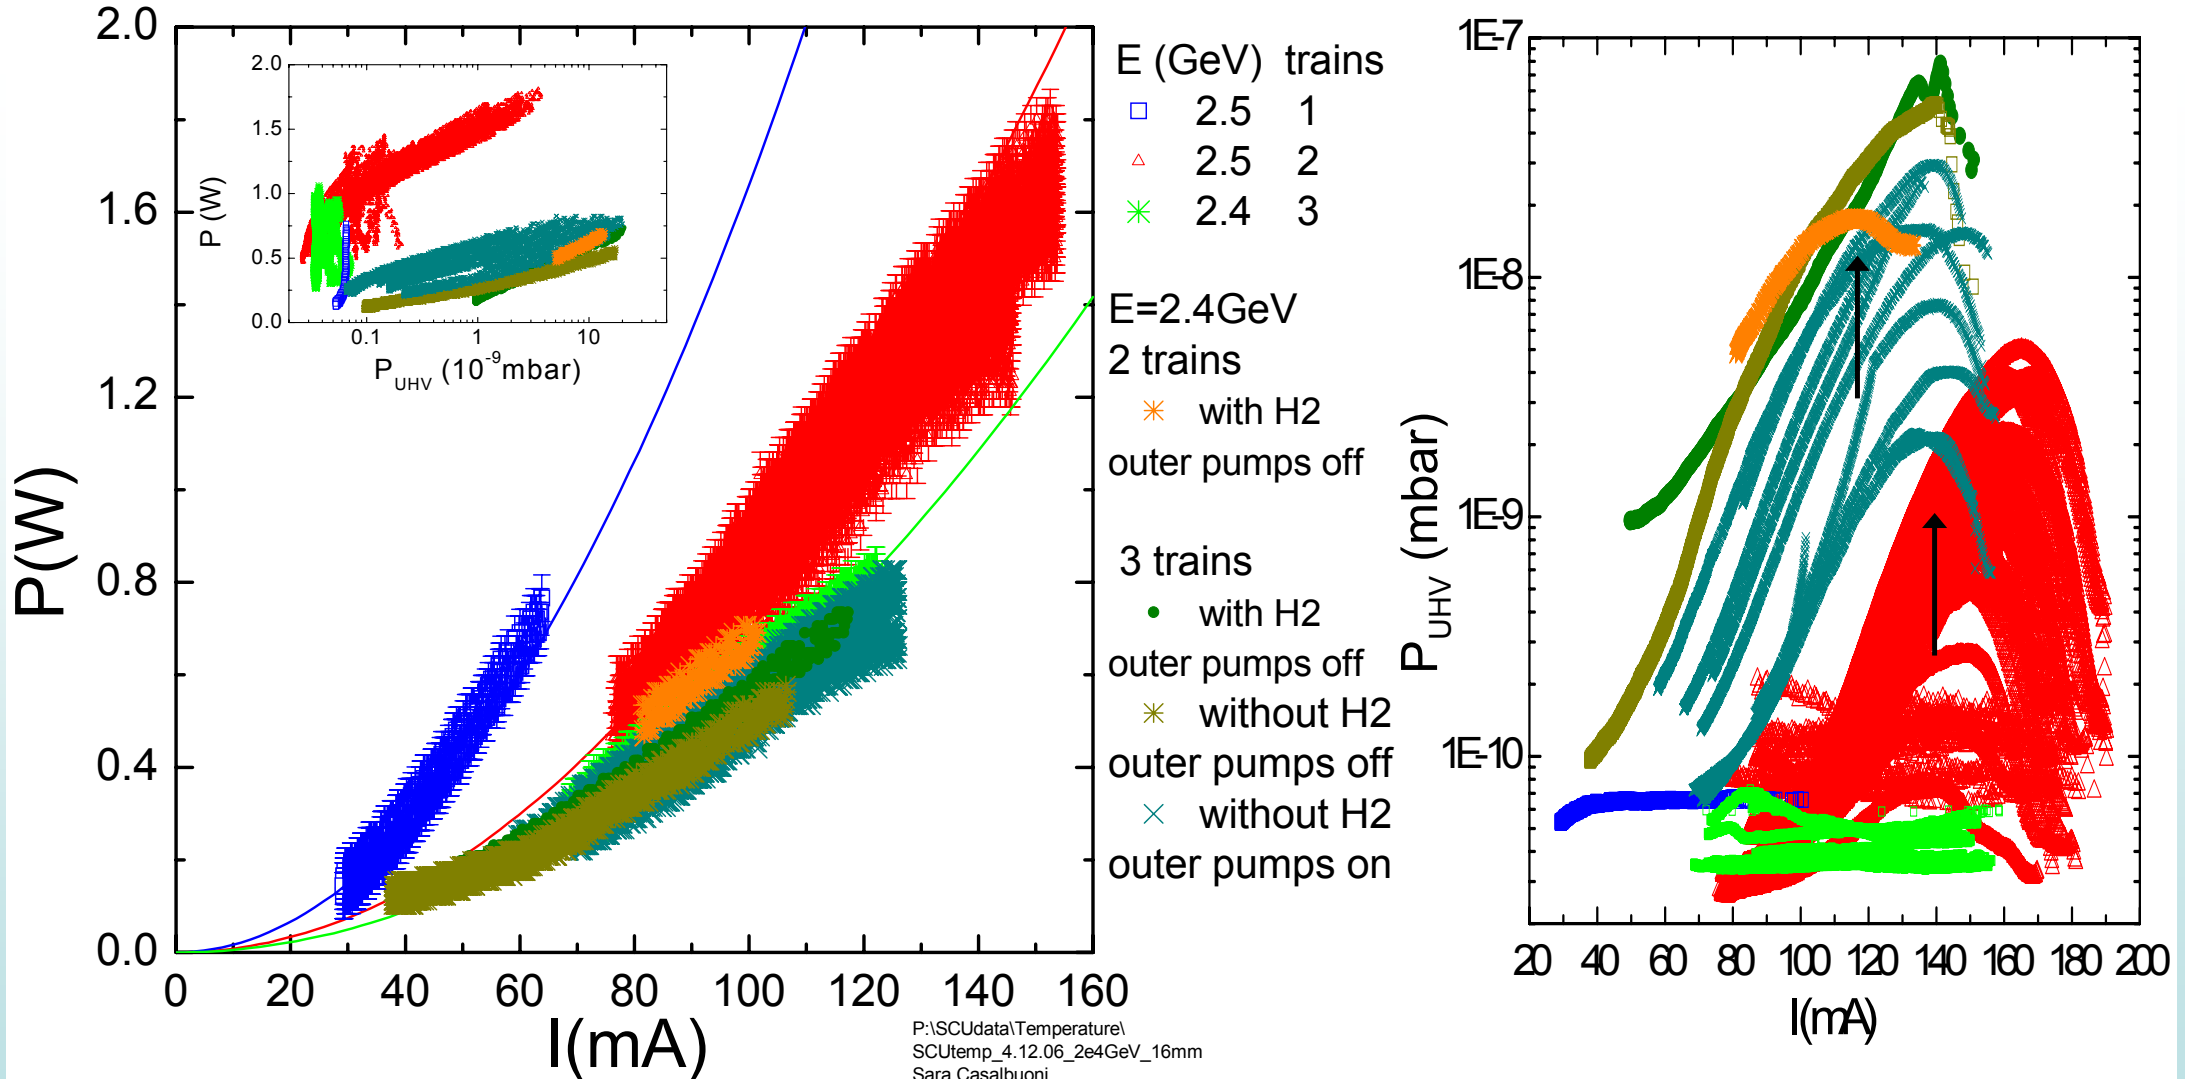 2.0
1.6
1.2
0.8
0.4
0.0
P(W)
0 20 40 60 80 100 120 140 160
I(mA)
2.0
1.5
1.0
0.5
0.0
P (W)
0.1 1 10
P_UHV (10^-9 mbar)
E (GeV) trains
2.5 1
2.5 2
2.4 3
E=2.4GeV
2 trains
with H2
outer pumps off
3 trains
with H2
outer pumps off
without H2
outer pumps off
without H2
outer pumps on
P:\SCUdata\Temperature\
SCUtemp_4.12.06_2e4GeV_16mm
Sara Casalbuoni
1E-7
1E-8
1E-9
1E-10
P_UHV (mbar)
20 40 60 80 100 120 140 160 180 200
I(mA)